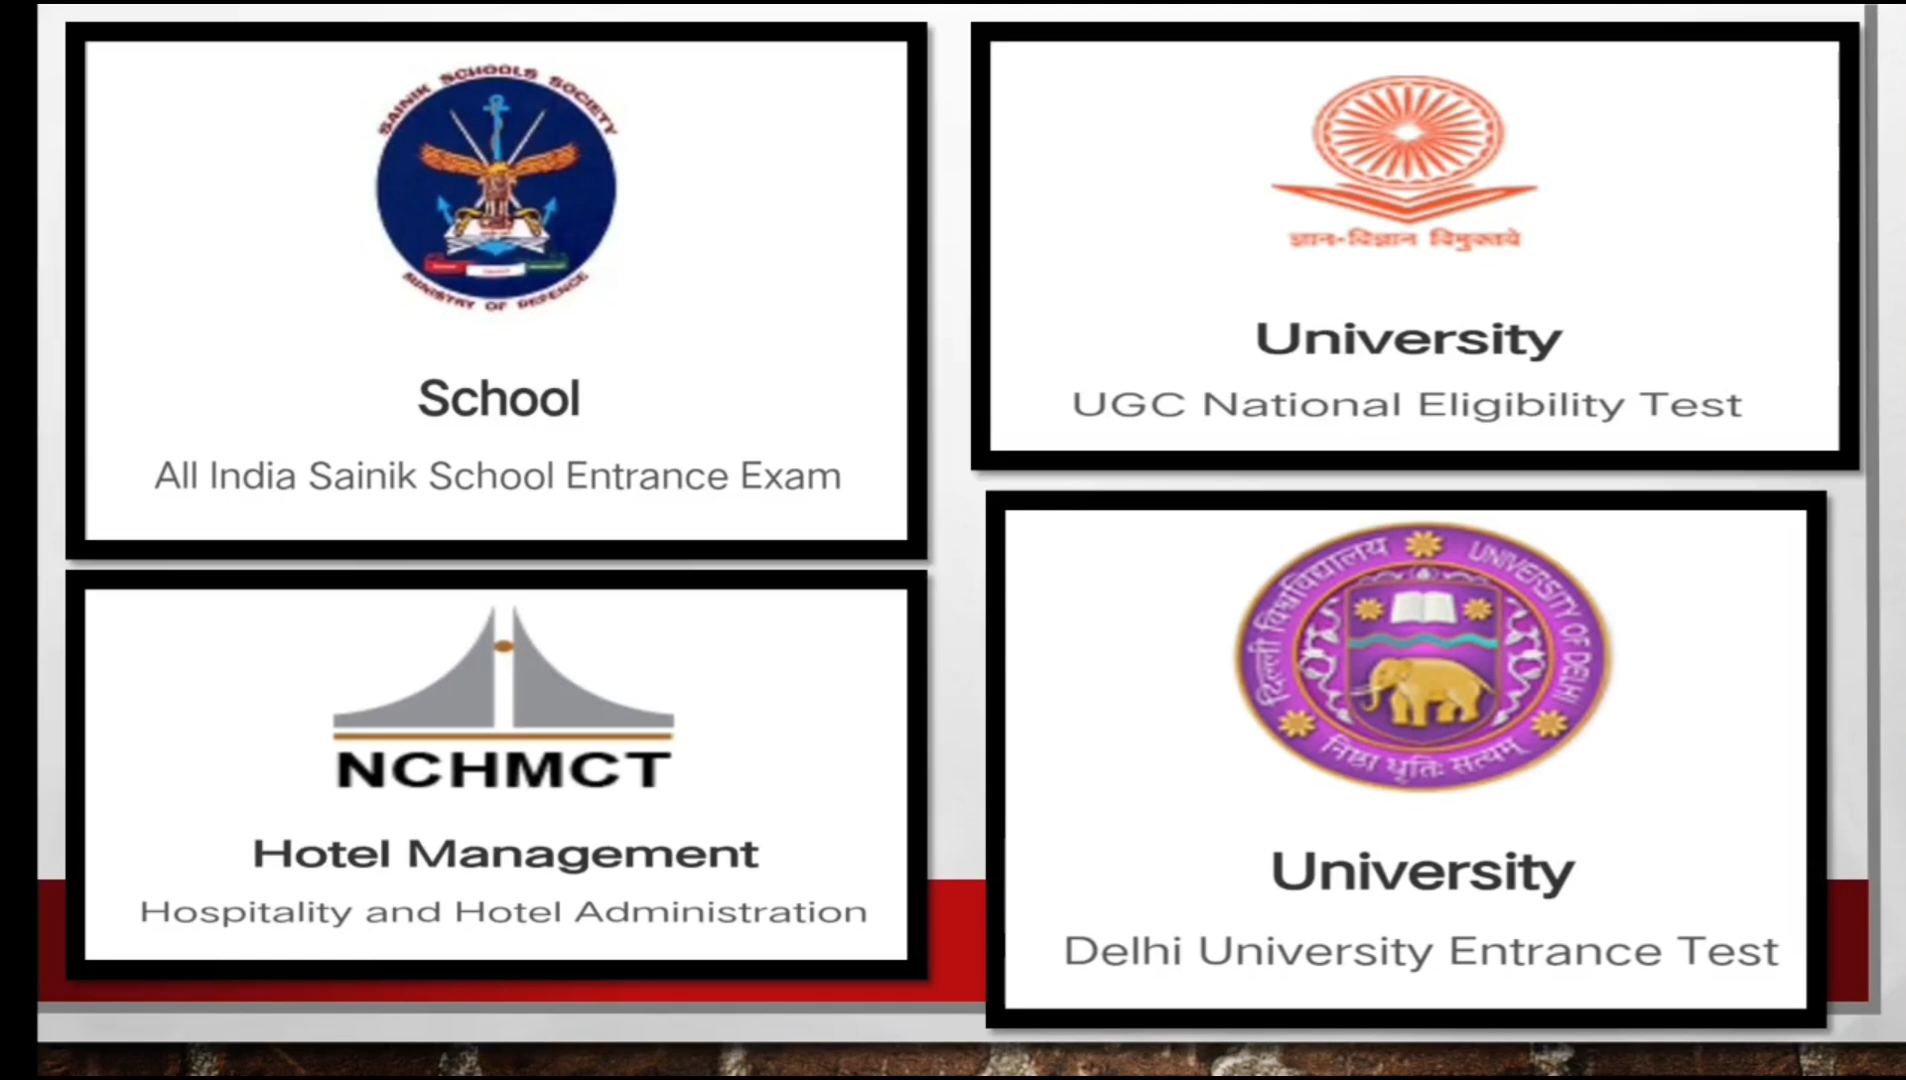 SAINIK SCHOOLS SOCIETY
MINISTRY OF DEFENCE
School
All India Sainik School Entrance Exam
ज्ञान-विज्ञान विमुक्तये
University
UGC National Eligibility Test
NCHMCT
Hotel Management
Hospitality and Hotel Administration
दिल्ली विश्वविद्यालय
UNIVERSITY OF DELHI
निष्ठा धृतिः सत्यम्
University
Delhi University Entrance Test